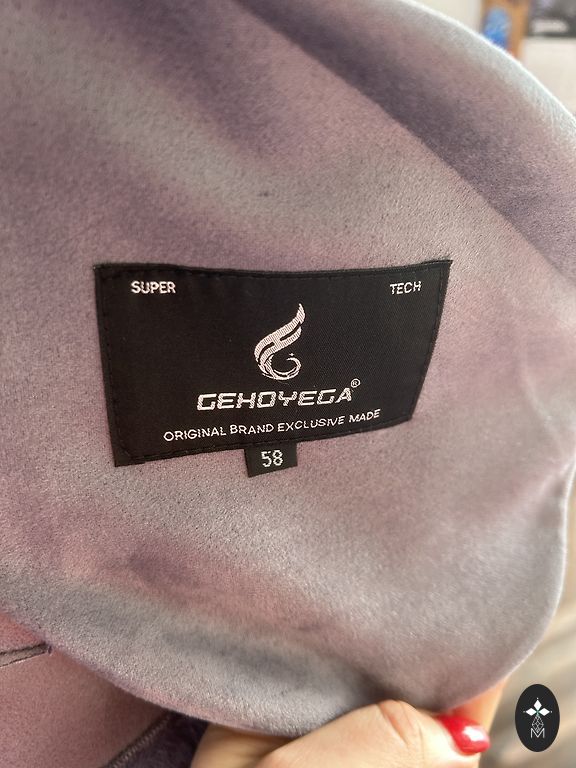 SUPER TECH
GEHOYEGA®
ORIGINAL BRAND EXCLUSIVE MADE
58